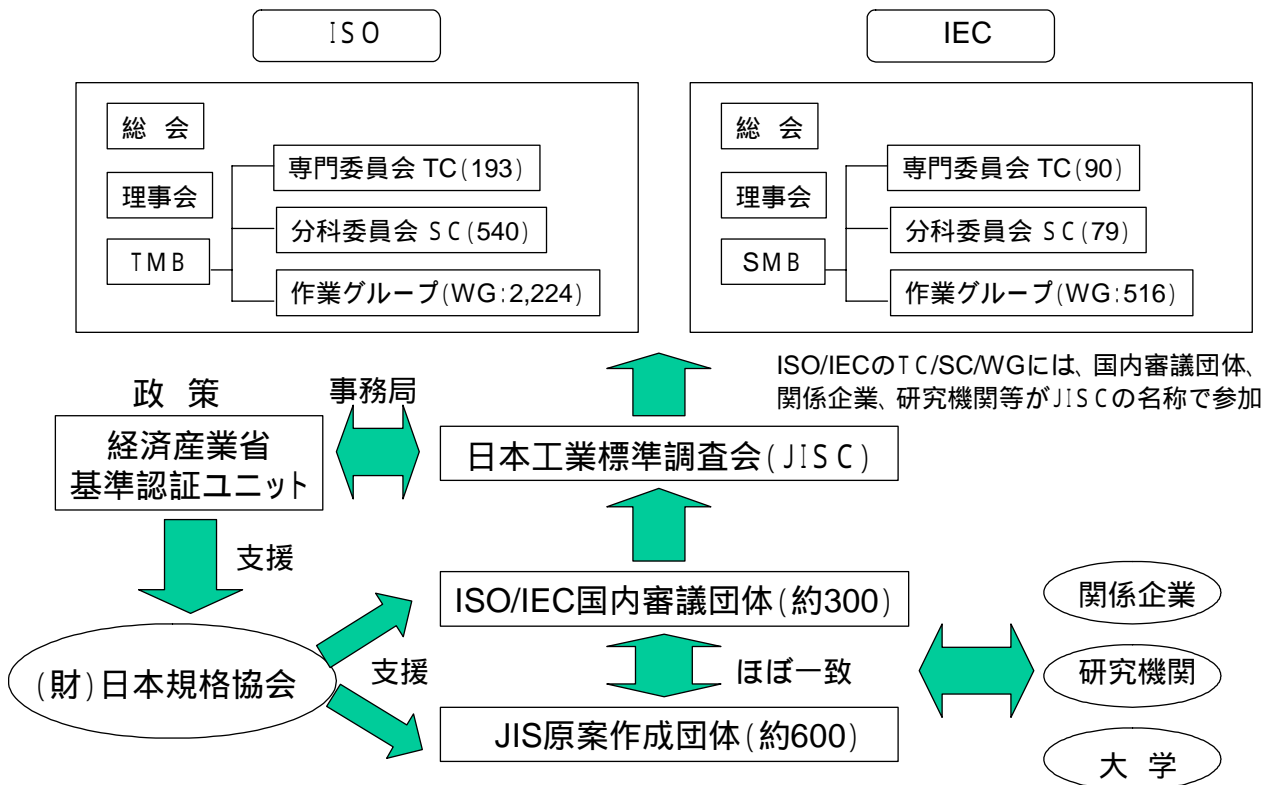 ISO
IEC
総 会
理事会
TMB
専門委員会 TC(193)
分科委員会 SC(540)
作業グループ(WG:2,224)
総 会
理事会
SMB
専門委員会 TC(90)
分科委員会 SC(79)
作業グループ(WG:516)
ISO/IECのTC/SC/WGには、国内審議団体、
関係企業、研究機関等がJISCの名称で参加
政 策
事務局
経済産業省
基準認証ユニット
日本工業標準調査会(JISC)
支援
ISO/IEC国内審議団体(約300)
関係企業
(財)日本規格協会
支援
ほぼ一致
研究機関
JIS原案作成団体(約600)
大 学